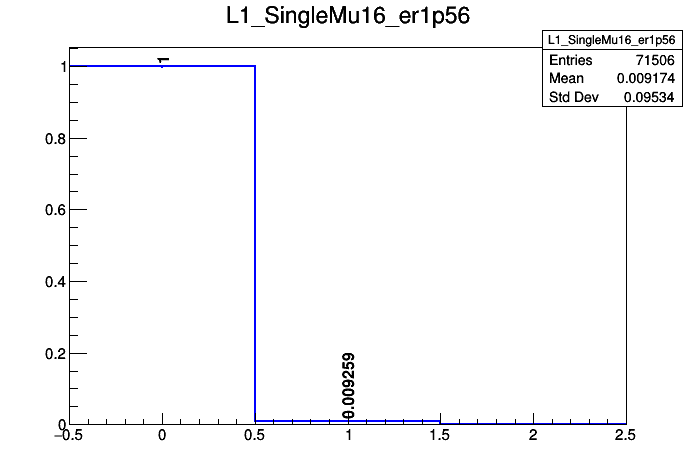 L1_SingleMu16_er1p56
L1_SingleMu16_er1p56
Entries 71506
Mean 0.009174
Std Dev 0.09534
1
0.8
0.6
0.4
0.2
0
1
0.009259
−0.5 0 0.5 1 1.5 2 2.5